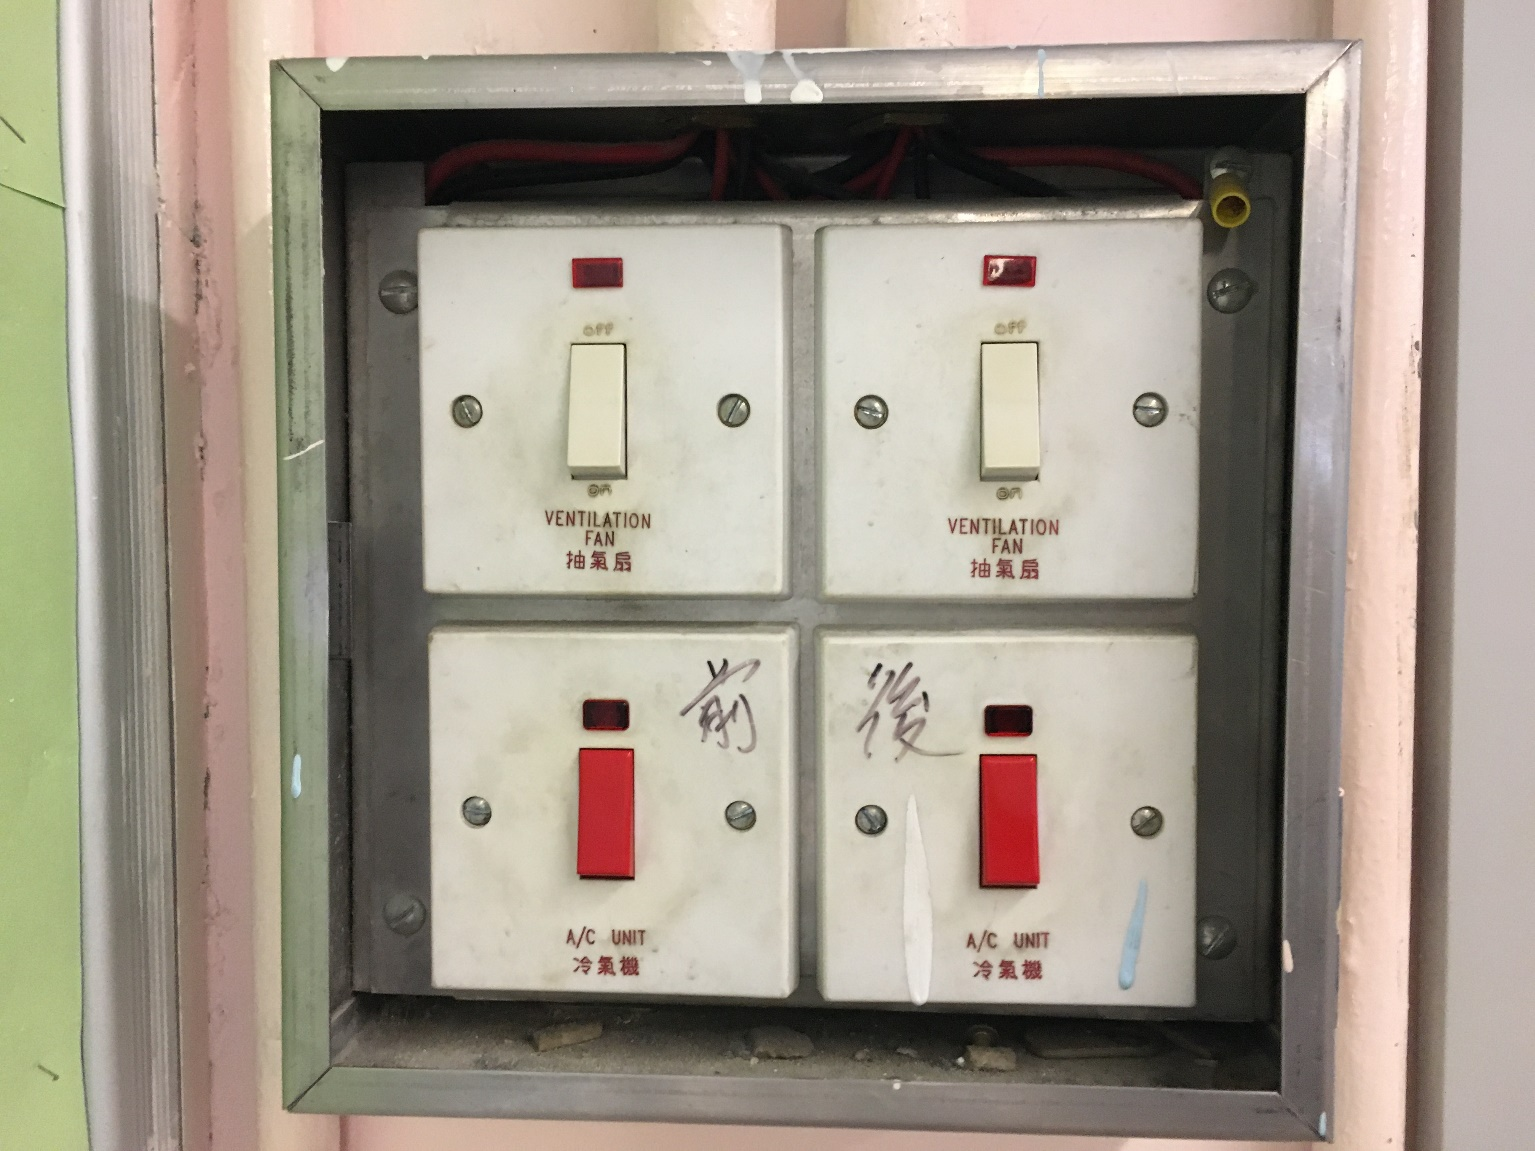 OFF
On
VENTILATION
FAN
抽氣扇
OFF
On
VENTILATION
FAN
抽氣扇
前
A/C UNIT
冷氣機
後
A/C UNIT
冷氣機